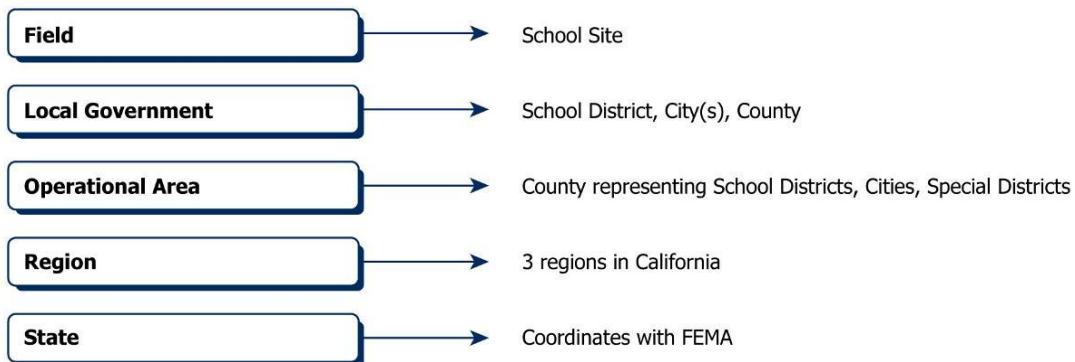 Field
School Site
Local Government
School District, City(s), County
Operational Area
County representing School Districts, Cities, Special Districts
Region
3 regions in California
State
Coordinates with FEMA